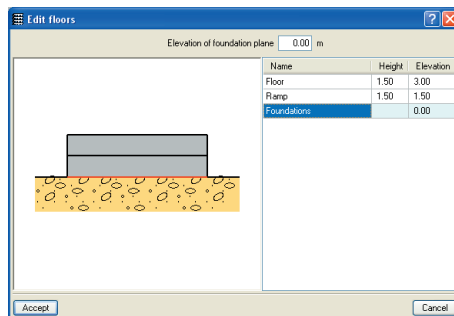 Edit floors
Elevation of foundation plane 0.00 m
Name Height Elevation
Floor 1.50 3.00
Ramp 1.50 1.50
Foundations 0.00
Accept Cancel